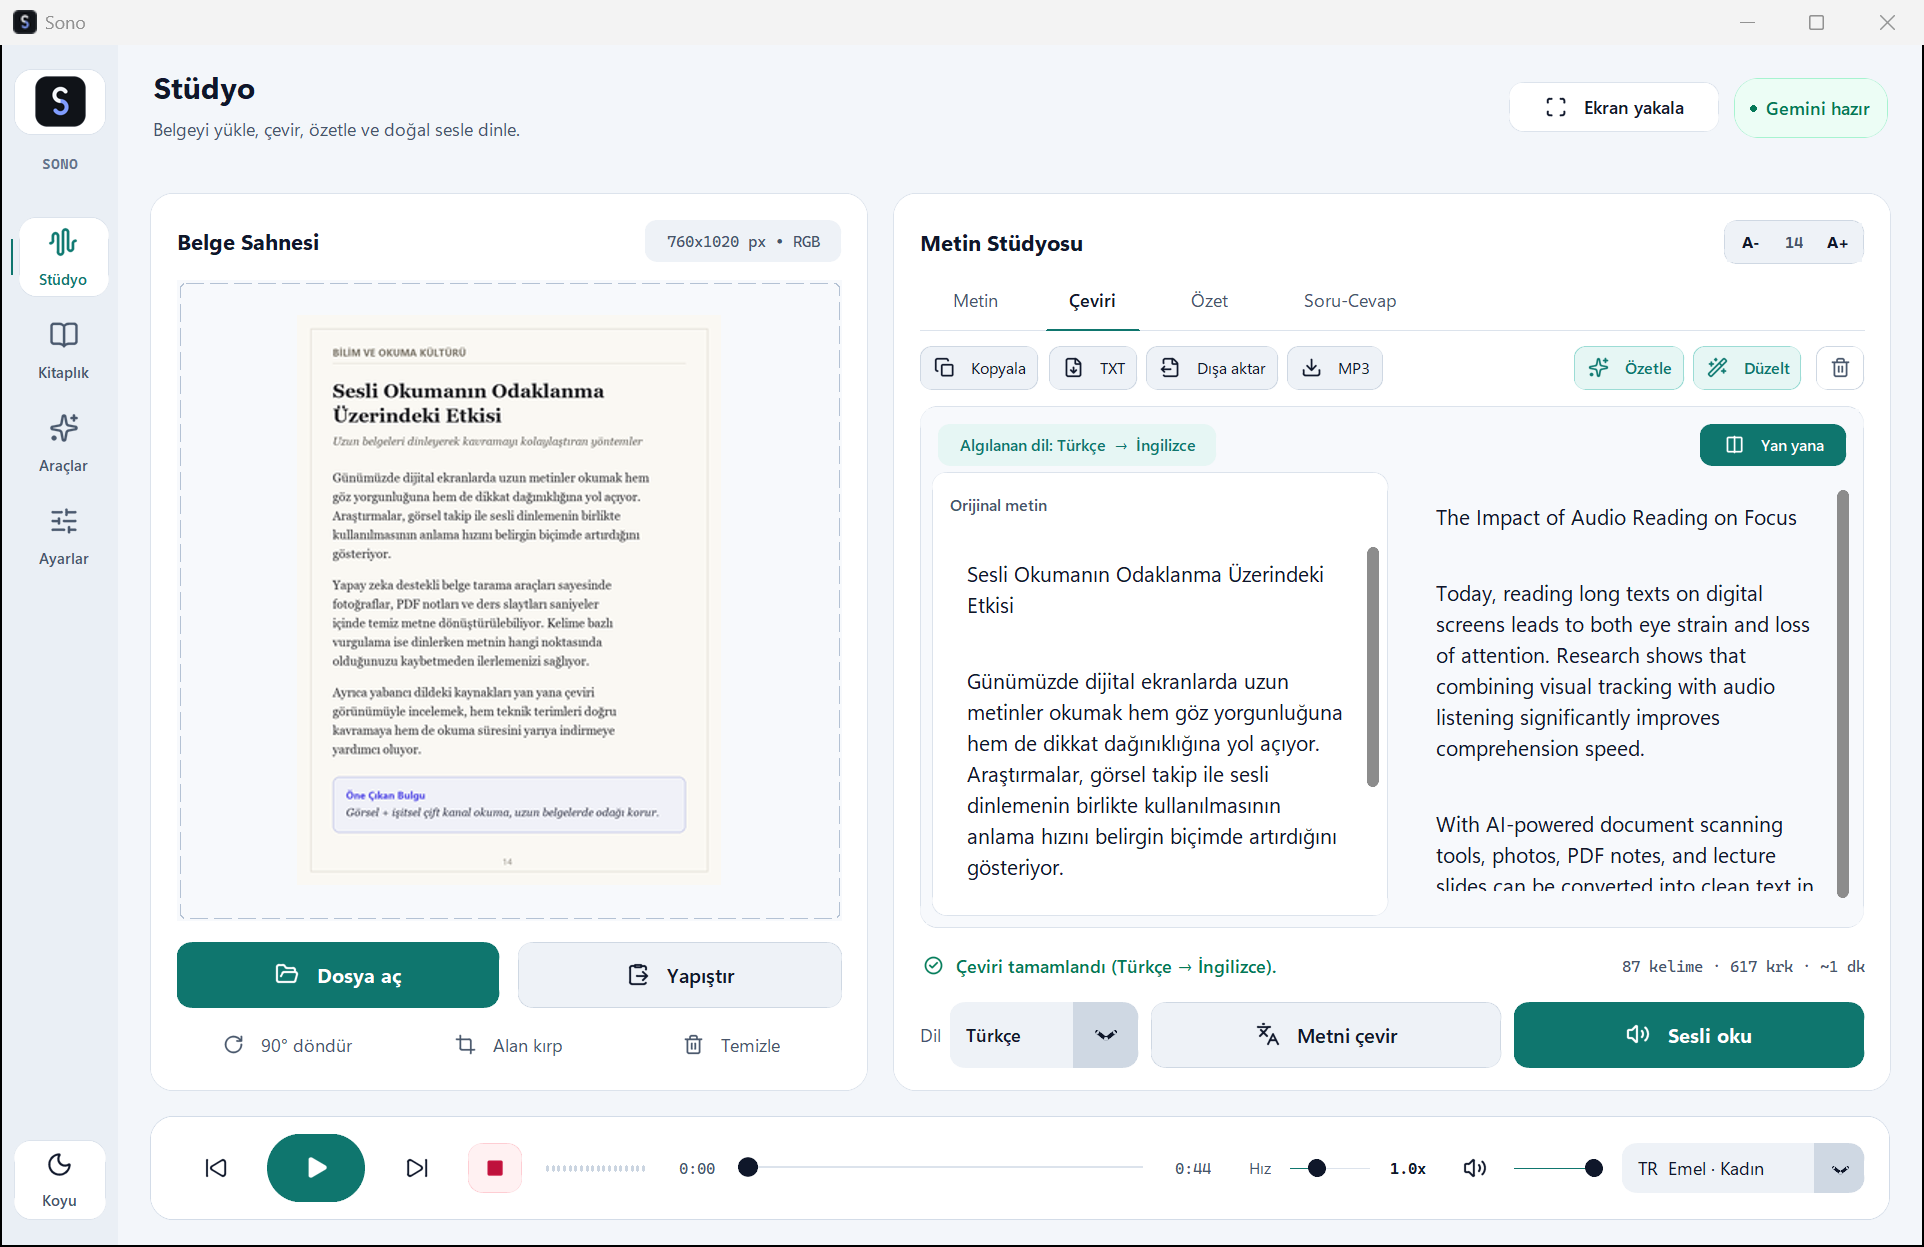 Sono
SONO
Stüdyo
Kitaplık
Araçlar
Ayarlar
Koyu
Stüdyo
Belgeyi yükle, çevir, özetle ve doğal sesle dinle.
Ekran yakala
• Gemini hazır
Belge Sahnesi
760x1020 px • RGB
BİLİM VE OKUMA KÜLTÜRÜ
Sesli Okumanın Odaklanma
Üzerindeki Etkisi
Uzun belgeleri dinleyerek kavramayı kolaylaştıran yöntemler
Günümüzde dijital ekranlarda uzun metinler okumak hem
göz yorgunluğuna hem de dikkat dağınıklığına yol açıyor.
Araştırmalar, görsel takip ile sesli dinlemenin birlikte
kullanılmasının anlama hızını belirgin biçimde artırdığını
gösteriyor.
Yapay zeka destekli belge tarama araçları sayesinde
fotoğraflar, PDF notları ve ders slaytları saniyeler
içinde temiz metne dönüştürülebiliyor. Kelime bazlı
vurgulama ise dinlerken metnin hangi noktasında
olduğunuzu kaybetmeden ilerlemenizi sağlıyor.
Ayrıca yabancı dildeki kaynakları yan yana çeviri
görünümüyle incelemek, hem teknik terimleri doğru
kavramaya hem de okuma süresini yarıya indirmeye
yardımcı oluyor.
Öne Çıkan Bulgu
Görsel + işitsel çift kanal okuma, uzun belgelerde odağı korur.
14
Dosya aç
Yapıştır
90° döndür
Alan kırp
Temizle
Metin Stüdyosu
A- 14 A+
Metin
Çeviri
Özet
Soru-Cevap
Kopyala
TXT
Dışa aktar
MP3
Özetle
Düzelt
Algılanan dil: Türkçe → İngilizce
Yan yana
Orijinal metin
Sesli Okumanın Odaklanma Üzerindeki
Etkisi
Günümüzde dijital ekranlarda uzun
metinler okumak hem göz yorgunluğuna
hem de dikkat dağınıklığına yol açıyor.
Araştırmalar, görsel takip ile sesli
dinlemenin birlikte kullanılmasının
anlama hızını belirgin biçimde artırdığını
gösteriyor.
The Impact of Audio Reading on Focus
Today, reading long texts on digital
screens leads to both eye strain and loss
of attention. Research shows that
combining visual tracking with audio
listening significantly improves
comprehension speed.
With AI-powered document scanning
tools, photos, PDF notes, and lecture
slides can be converted into clean text in
Çeviri tamamlandı (Türkçe → İngilizce).
87 kelime · 617 krk · ~1 dk
Dil
Türkçe
Metni çevir
Sesli oku
0:00
0:44
Hız
1.0x
TR Emel · Kadın